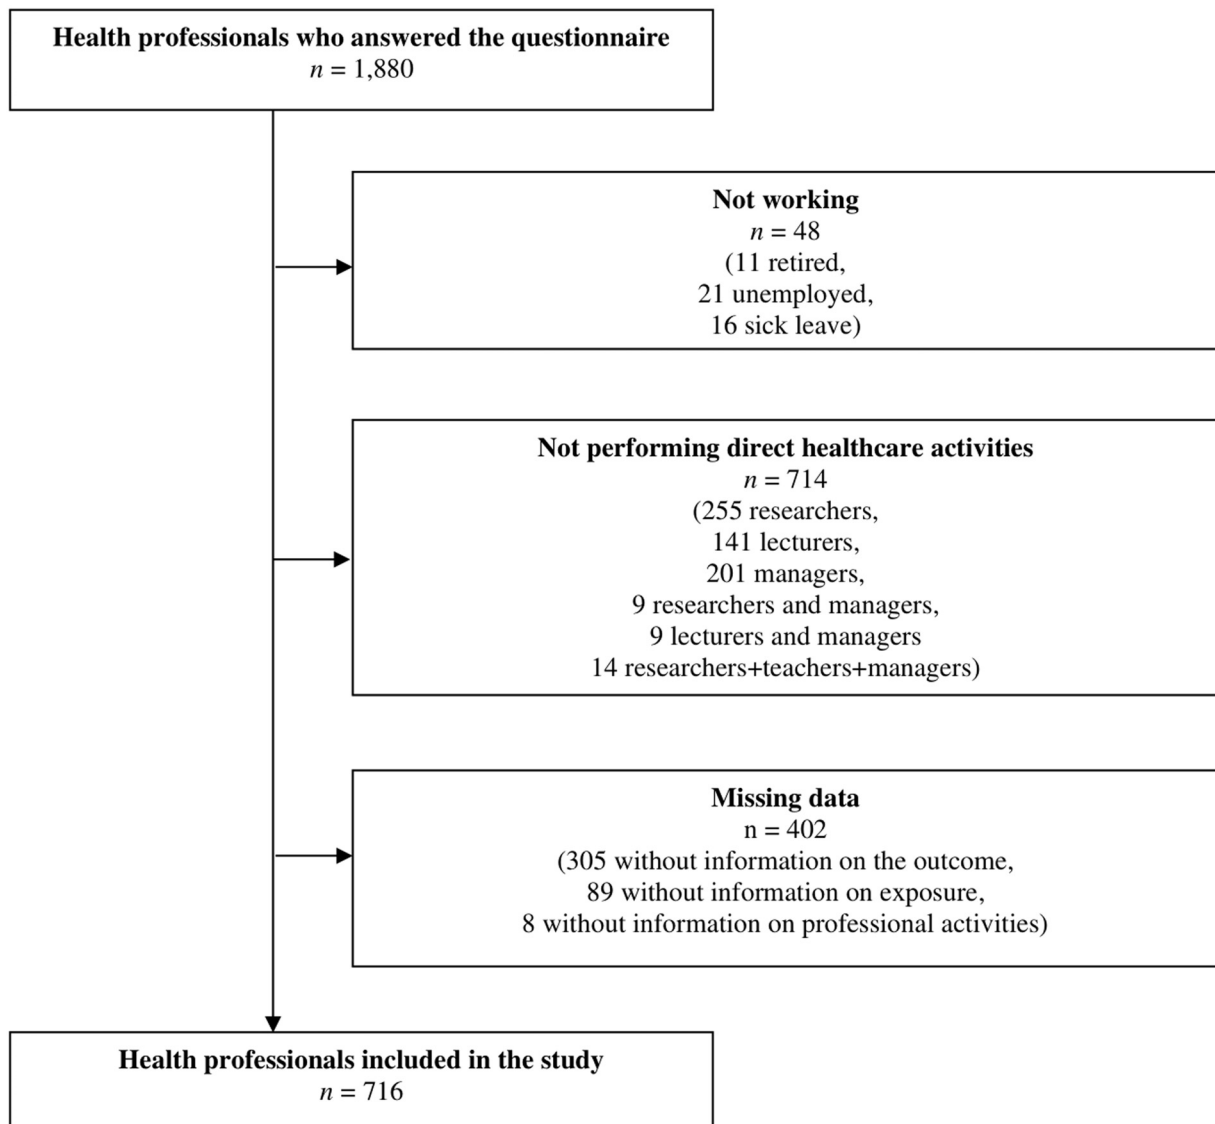 Health professionals who answered the questionnaire
n = 1,880
Not working
n = 48
(11 retired,
21 unemployed,
16 sick leave)
Not performing direct healthcare activities
n = 714
(255 researchers,
141 lecturers,
201 managers,
9 researchers and managers,
9 lecturers and managers
14 researchers+teachers+managers)
Missing data
n = 402
(305 without information on the outcome,
89 without information on exposure,
8 without information on professional activities)
Health professionals included in the study
n = 716